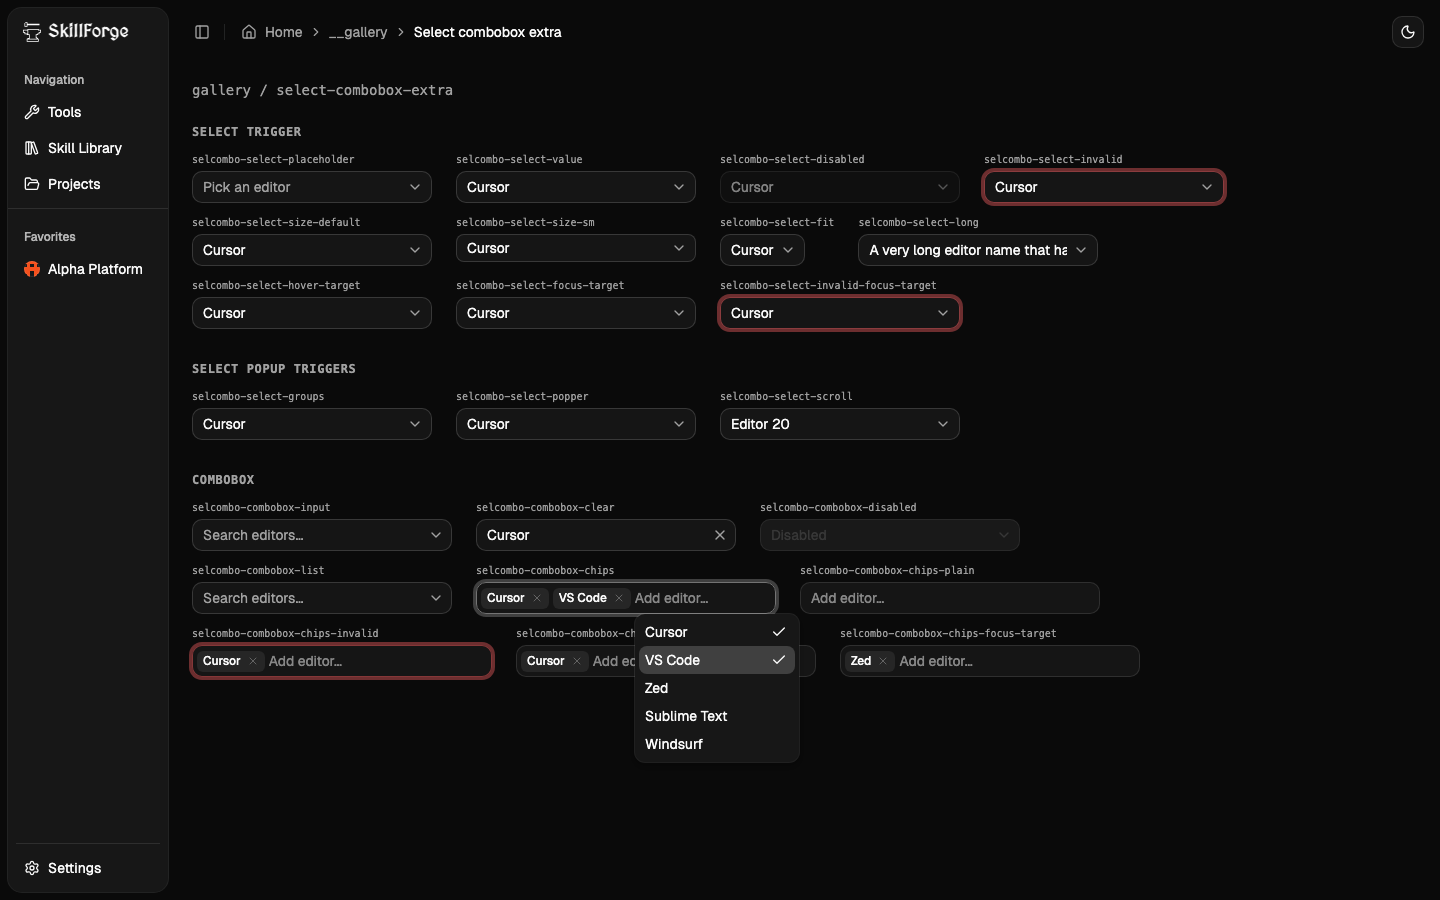 SkillForge
Home
__gallery
Select combobox extra
Navigation
Tools
Skill Library
Projects
Favorites
Alpha Platform
Settings
gallery / select-combobox-extra
SELECT TRIGGER
selcombo-select-placeholder
selcombo-select-value
selcombo-select-disabled
selcombo-select-invalid
Pick an editor
Cursor
Cursor
Cursor
selcombo-select-size-default
selcombo-select-size-sm
selcombo-select-fit
selcombo-select-long
Cursor
Cursor
Cursor
A very long editor name that ha
selcombo-select-hover-target
selcombo-select-focus-target
selcombo-select-invalid-focus-target
Cursor
Cursor
Cursor
SELECT POPUP TRIGGERS
selcombo-select-groups
selcombo-select-popper
selcombo-select-scroll
Cursor
Cursor
Editor 20
COMBOBOX
selcombo-combobox-input
selcombo-combobox-clear
selcombo-combobox-disabled
Search editors...
Cursor
Disabled
selcombo-combobox-list
selcombo-combobox-chips
selcombo-combobox-chips-plain
Search editors...
Cursor VS Code Add editor...
Add editor...
selcombo-combobox-chips-invalid
selcombo-combobox-ch
selcombo-combobox-chips-focus-target
Cursor Add editor...
Cursor Add ed
Zed Add editor...
Cursor
VS Code
Zed
Sublime Text
Windsurf